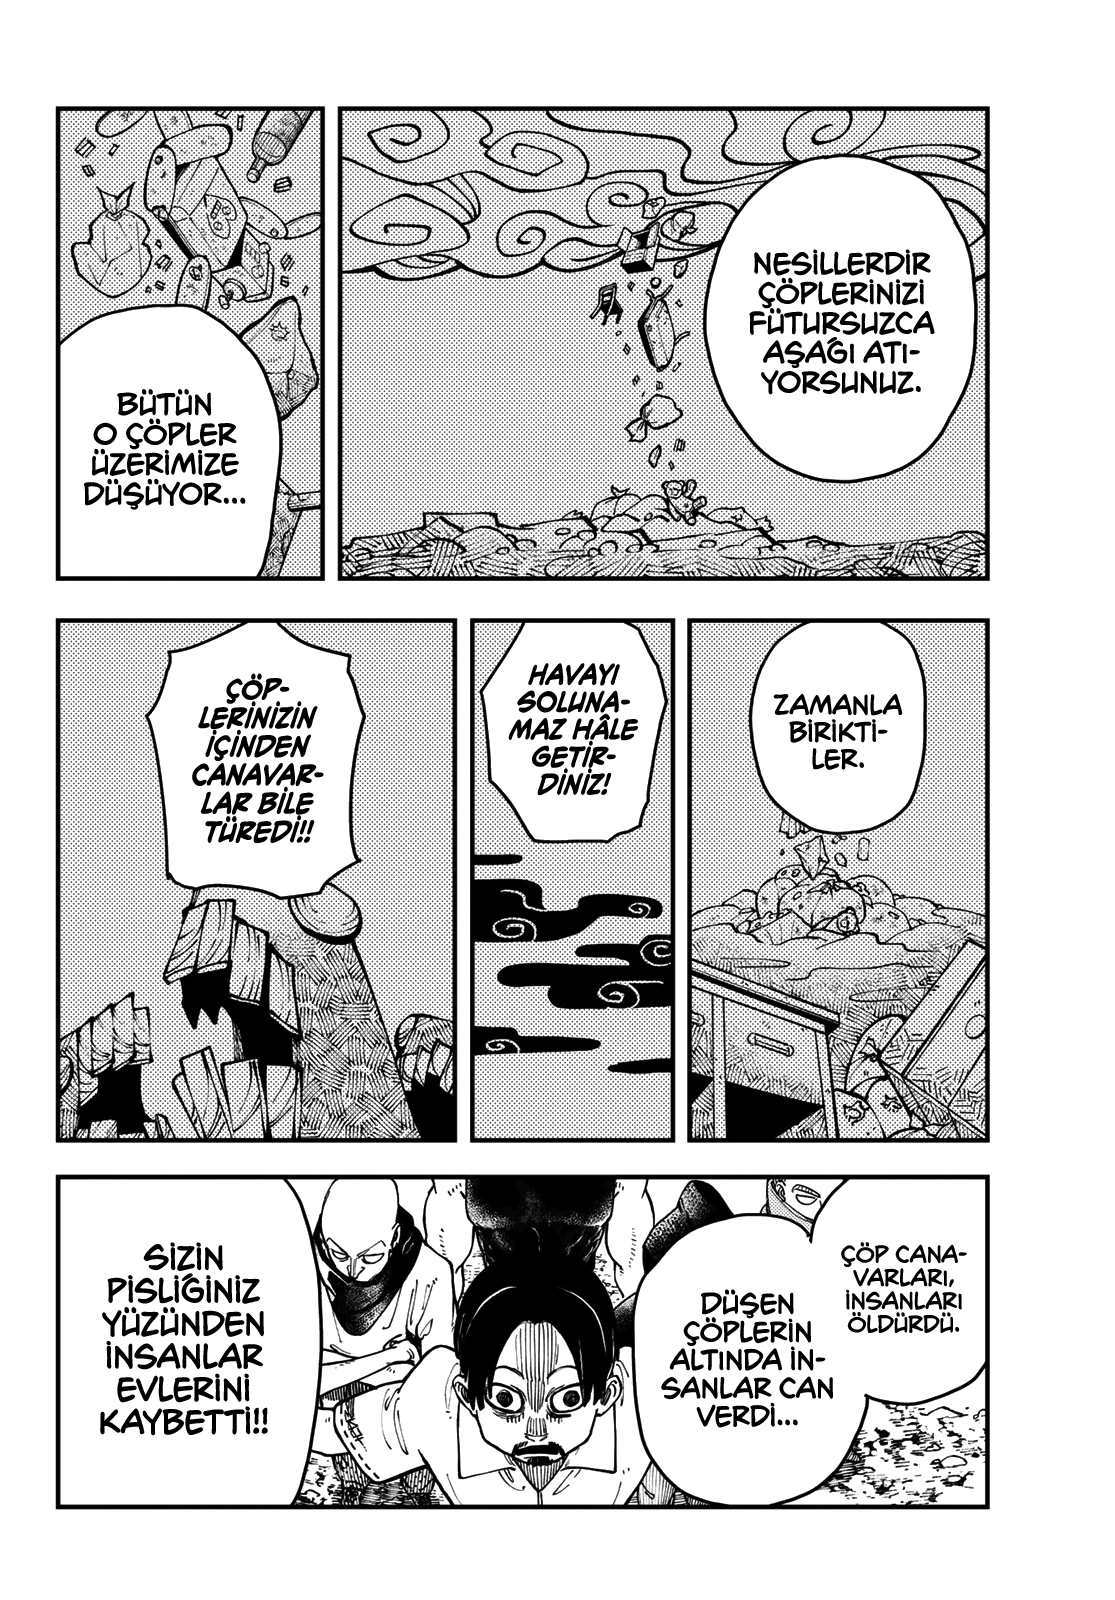 NESİLLERDİR
ÇÖPLERİNİZİ
FÜTURSUZCA
AŞAĞI ATI-
YORSUNUZ.
BÜTÜN
O ÇÖPLER
ÜZERİMİZE
DÜŞÜYOR...
ZAMANLA
BİRİKTİ-
LER.
HAVAYI
SOLUNA-
MAZ HÂLE
GETİR-
DİNİZ!
ÇÖP-
LERİNİZİN
İÇİNDEN
CANAVAR-
LAR BİLE
TÜREDİ!!
ÇÖP CANA-
VARLARI,
İNSANLARI
ÖLDÜRDÜ.
DÜŞEN
ÇÖPLERİN
ALTINDA İN-
SANLAR CAN
VERDİ...
SİZİN
PİSLİĞİNİZ
YÜZÜNDEN
İNSANLAR
EVLERİNİ
KAYBETTİ!!